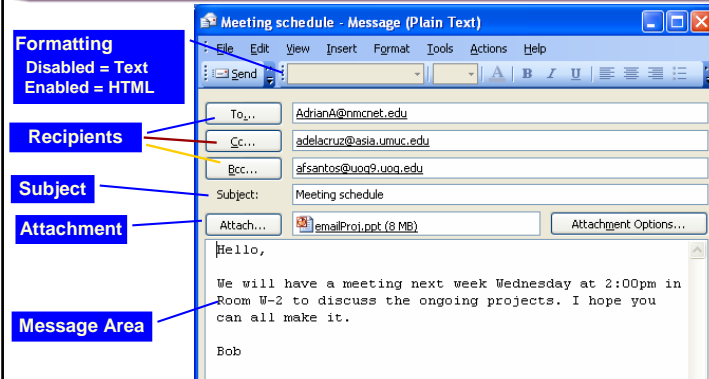 Meeting schedule - Message (Plain Text)
Formatting
Disabled = Text
Enabled = HTML
File Edit View Insert Format Tools Actions Help
Send A B I U
Recipients
To... AdrianA@nmcnet.edu
Cc... adelacruz@asia.umuc.edu
Bcc... afsantos@uog9.uog.edu
Subject
Subject: Meeting schedule
Attachment
Attach... emailProj.ppt (8 MB) Attachment Options...
Hello,
We will have a meeting next week Wednesday at 2:00pm in
Room W-2 to discuss the ongoing projects. I hope you
can all make it.
Message Area
Bob